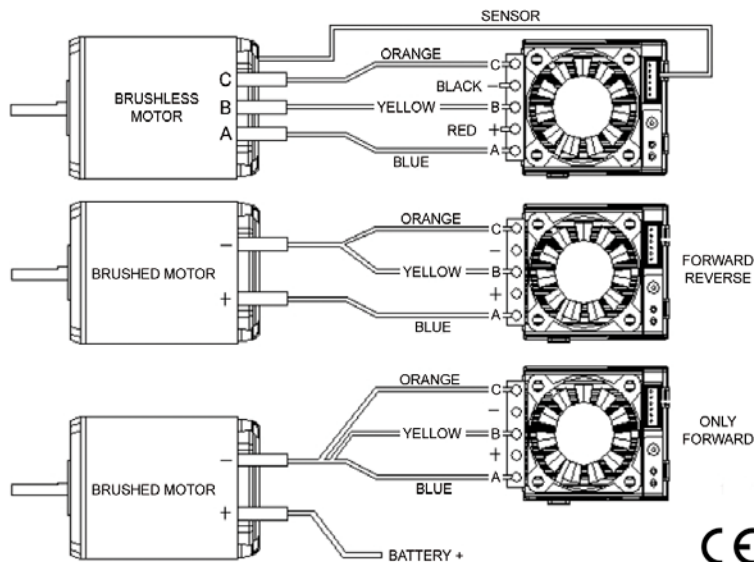 SENSOR
ORANGE
C
C
BLACK
−
BRUSHLESS
MOTOR
B
YELLOW
B
A
RED
+
A
BLUE
ORANGE
C
−
−
BRUSHED MOTOR
YELLOW
B
FORWARD
REVERSE
+
+
A
BLUE
ORANGE
C
−
ONLY
FORWARD
YELLOW
B
−
+
BRUSHED MOTOR
A
BLUE
+
BATTERY +
CE